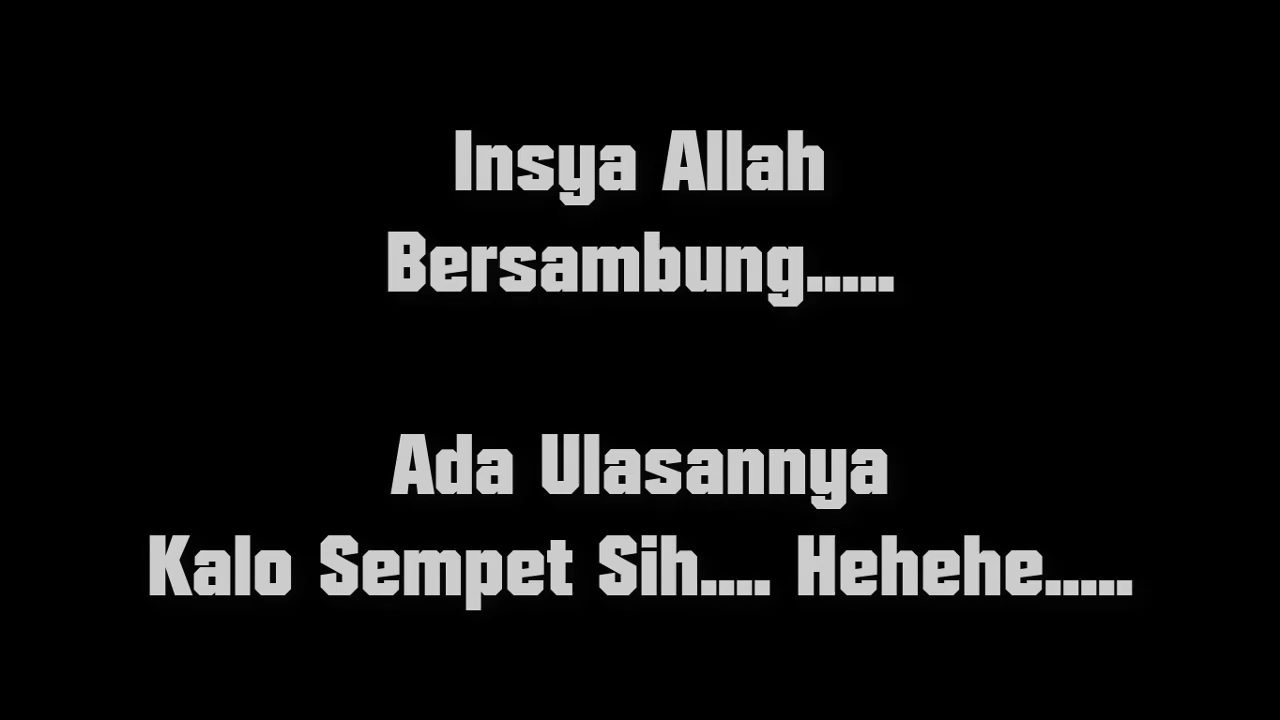 Insya Allah
Bersambung.....
Ada Ulasannya
Kalo Sempet Sih.... Hehehe.....